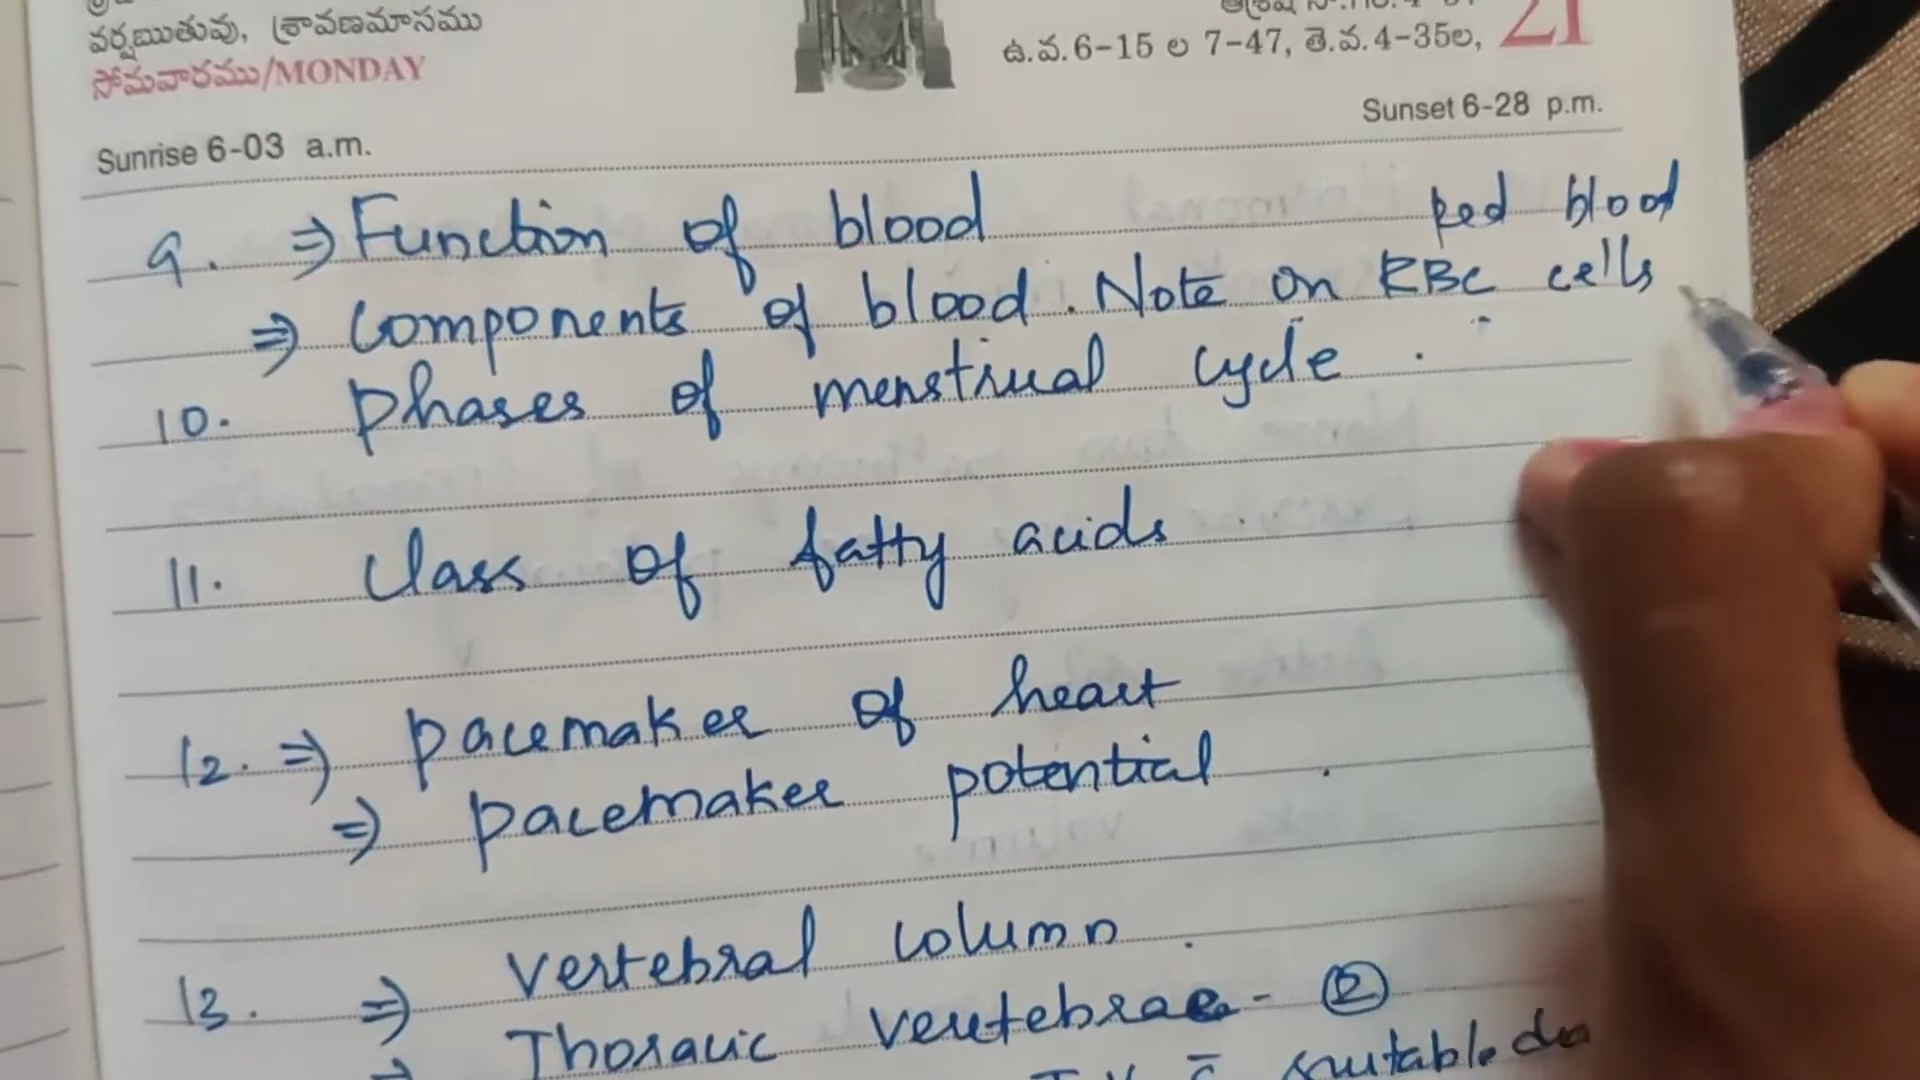 వర్షఋతువు, శ్రావణమాసము
సోమవారము/MONDAY
ఉ.వ.6-15 ల 7-47, తె.వ.4-35ల,
21
Sunrise 6-03 a.m.
Sunset 6-28 p.m.
9. ⇒ Function of blood
Red blood cells
⇒ Components of blood. Note on RBC
10. Phases of menstrual cycle.
11. Class of fatty acids
12. ⇒ Pacemaker of heart
⇒ Pacemaker potential
13. ⇒ Vertebral column
⇒ Thoracic vertebrae - ②
suitable